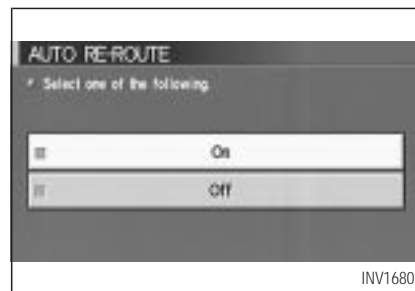 AUTO RE-ROUTE
* Select one of the following.
On
Off
INV1680